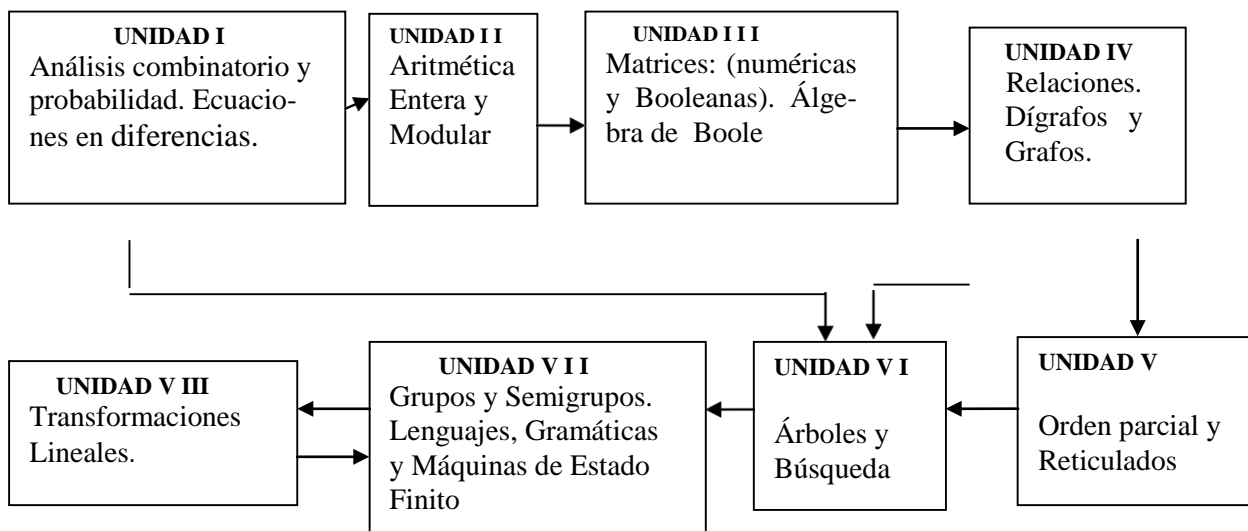 UNIDAD I
Análisis combinatorio y
probabilidad. Ecuacio-
nes en diferencias.
UNIDAD I I
Aritmética
Entera y
Modular
UNIDAD I I I
Matrices: (numéricas
y Booleanas). Álge-
bra de Boole
UNIDAD IV
Relaciones.
Dígrafos y
Grafos.
UNIDAD V III
Transformaciones
Lineales.
UNIDAD V I I
Grupos y Semigrupos.
Lenguajes, Gramáticas
y Máquinas de Estado
Finito
UNIDAD V I
Árboles y
Búsqueda
UNIDAD V
Orden parcial y
Reticulados